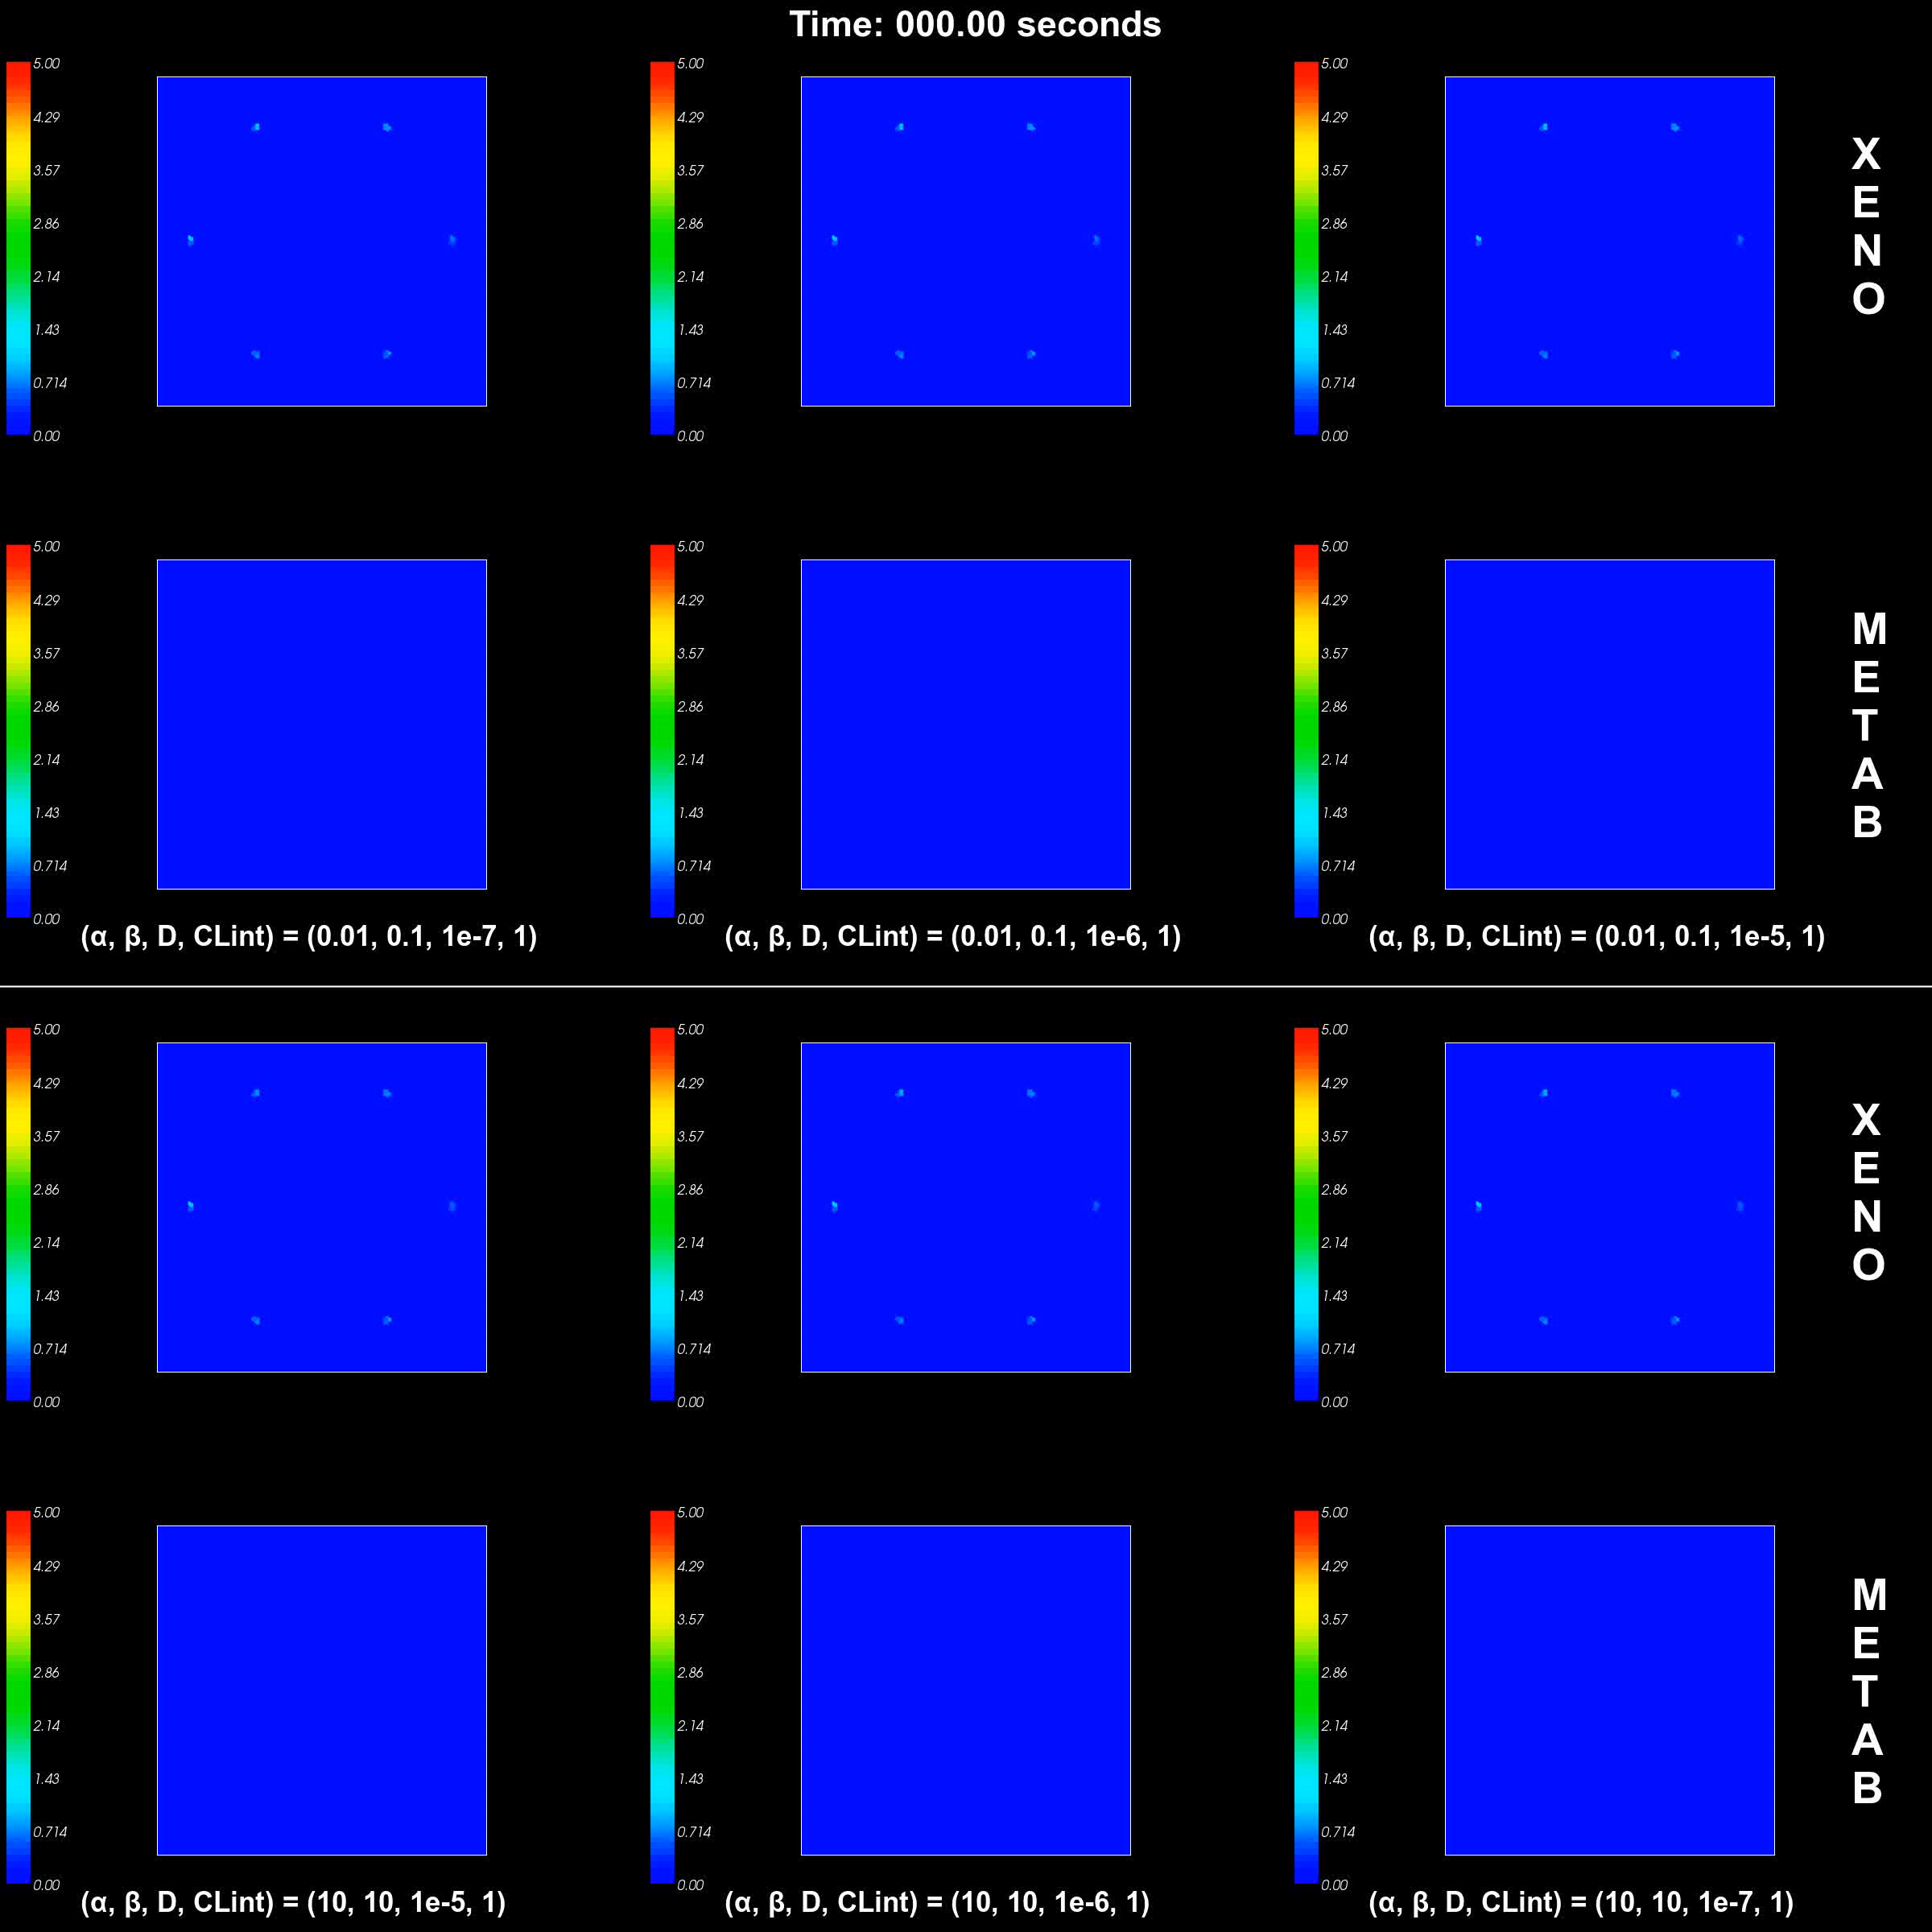 Time: 000.00 seconds
5.00 5.00 5.00
4.29 4.29 4.29
3.57 3.57 3.57
2.86 2.86 2.86
2.14 2.14 2.14
1.43 1.43 1.43
0.714 0.714 0.714
0.00 0.00 0.00
X
E
N
O
5.00 5.00 5.00
4.29 4.29 4.29
3.57 3.57 3.57
2.86 2.86 2.86
2.14 2.14 2.14
1.43 1.43 1.43
0.714 0.714 0.714
0.00 0.00 0.00
M
E
T
A
B
(α, β, D, CLint) = (0.01, 0.1, 1e-7, 1) (α, β, D, CLint) = (0.01, 0.1, 1e-6, 1) (α, β, D, CLint) = (0.01, 0.1, 1e-5, 1)
5.00 5.00 5.00
4.29 4.29 4.29
3.57 3.57 3.57
2.86 2.86 2.86
2.14 2.14 2.14
1.43 1.43 1.43
0.714 0.714 0.714
0.00 0.00 0.00
X
E
N
O
5.00 5.00 5.00
4.29 4.29 4.29
3.57 3.57 3.57
2.86 2.86 2.86
2.14 2.14 2.14
1.43 1.43 1.43
0.714 0.714 0.714
0.00 0.00 0.00
M
E
T
A
B
(α, β, D, CLint) = (10, 10, 1e-5, 1) (α, β, D, CLint) = (10, 10, 1e-6, 1) (α, β, D, CLint) = (10, 10, 1e-7, 1)